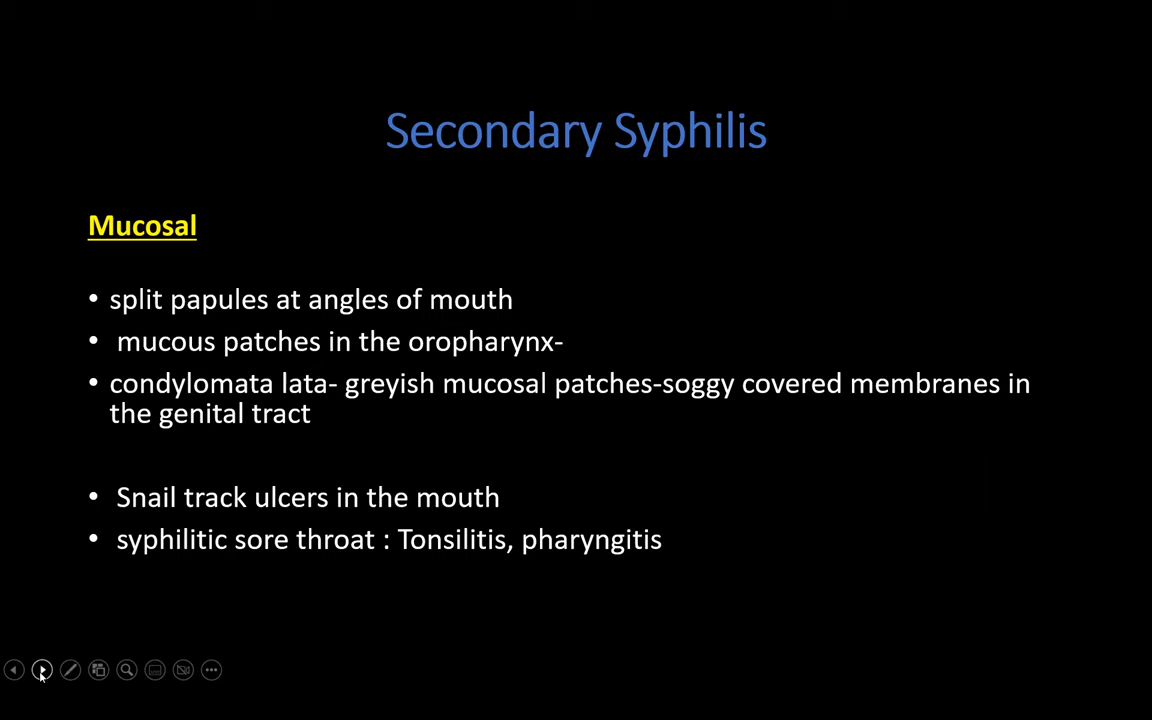 Secondary Syphilis
Mucosal
• split papules at angles of mouth
• mucous patches in the oropharynx-
• condylomata lata- greyish mucosal patches-soggy covered membranes in
the genital tract
• Snail track ulcers in the mouth
• syphilitic sore throat : Tonsilitis, pharyngitis